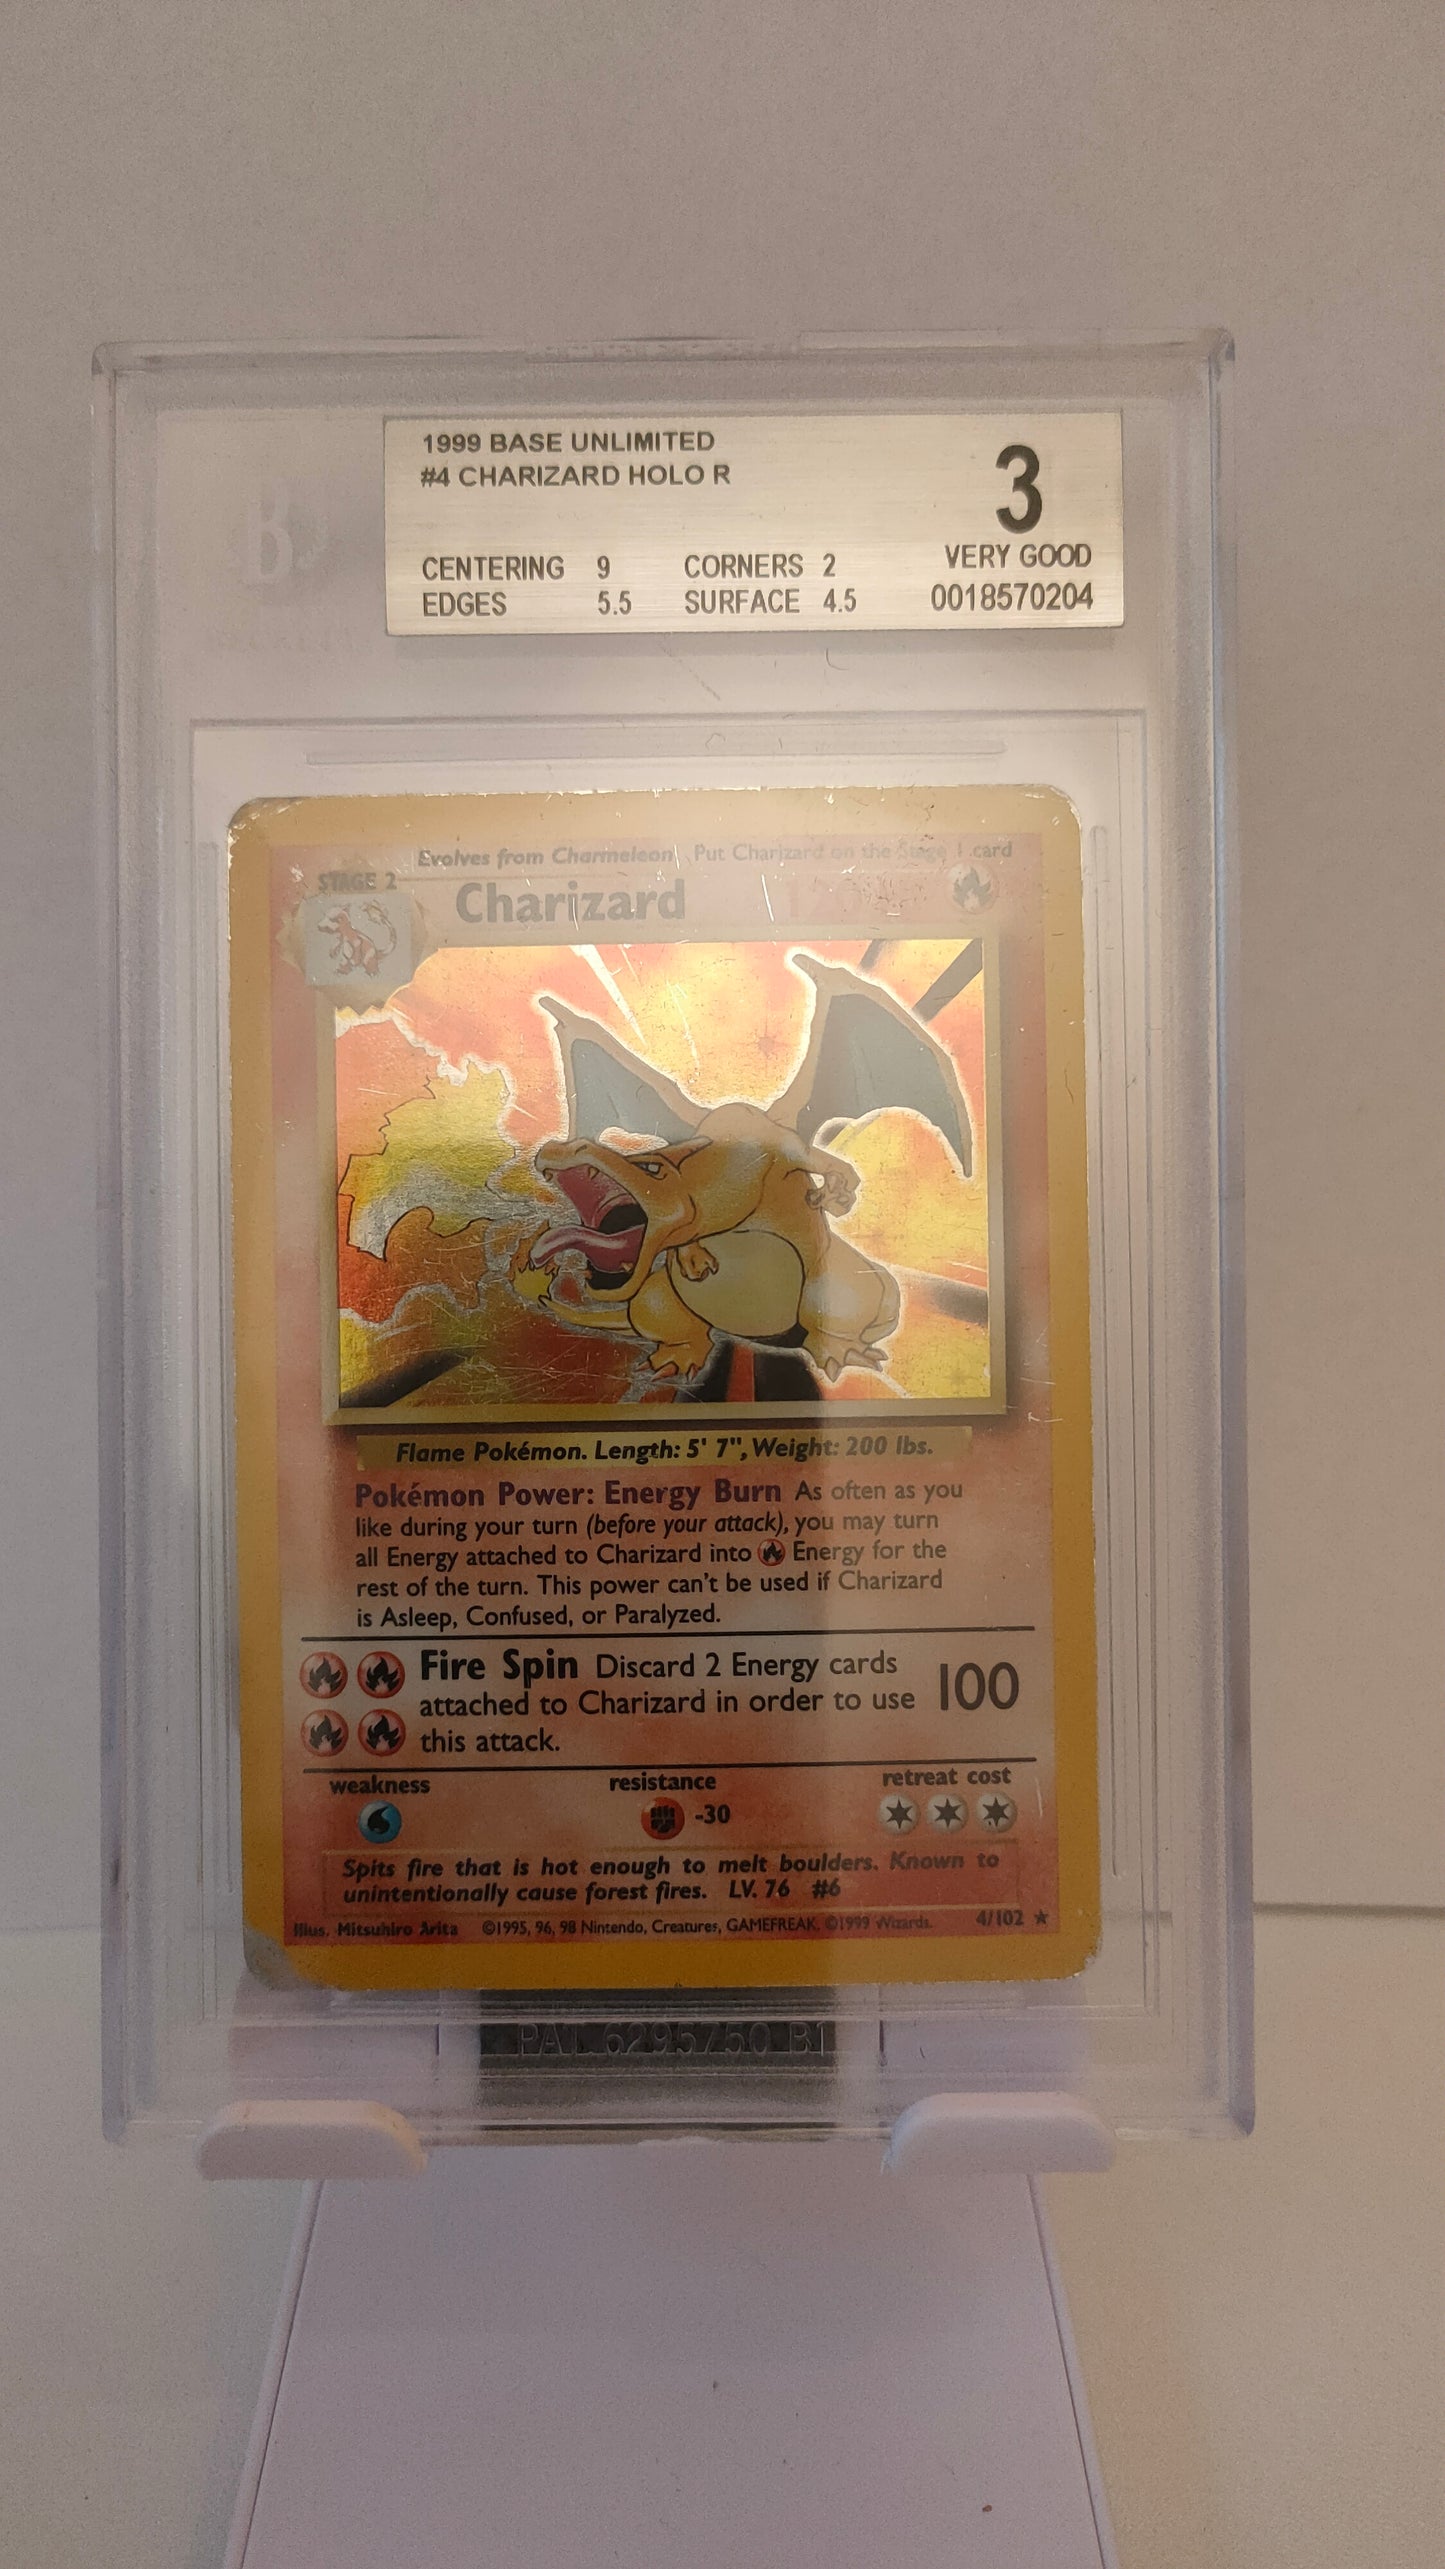 1999 BASE UNLIMITED
#4 CHARIZARD HOLO R
3
CENTERING 9 CORNERS 2 VERY GOOD
EDGES 5.5 SURFACE 4.5 0018570204
Evolves from Charmeleon Put Charizard on the Stage 1 card
STAGE 2
Charizard 120
Flame Pokémon. Length: 5' 7", Weight: 200 lbs.
Pokémon Power: Energy Burn As often as you
like during your turn (before your attack), you may turn
all Energy attached to Charizard into Energy for the
rest of the turn. This power can't be used if Charizard
is Asleep, Confused, or Paralyzed.
Fire Spin Discard 2 Energy cards
attached to Charizard in order to use 100
this attack.
weakness resistance retreat cost
-30
Spits fire that is hot enough to melt boulders. Known to
unintentionally cause forest fires. LV. 76 #6
Illus. Mitsuhiro Arita ©1995, 96, 98 Nintendo, Creatures, GAMEFREAK. ©1999 Wizards. 4/102 ★
PAT. 6295750 B1